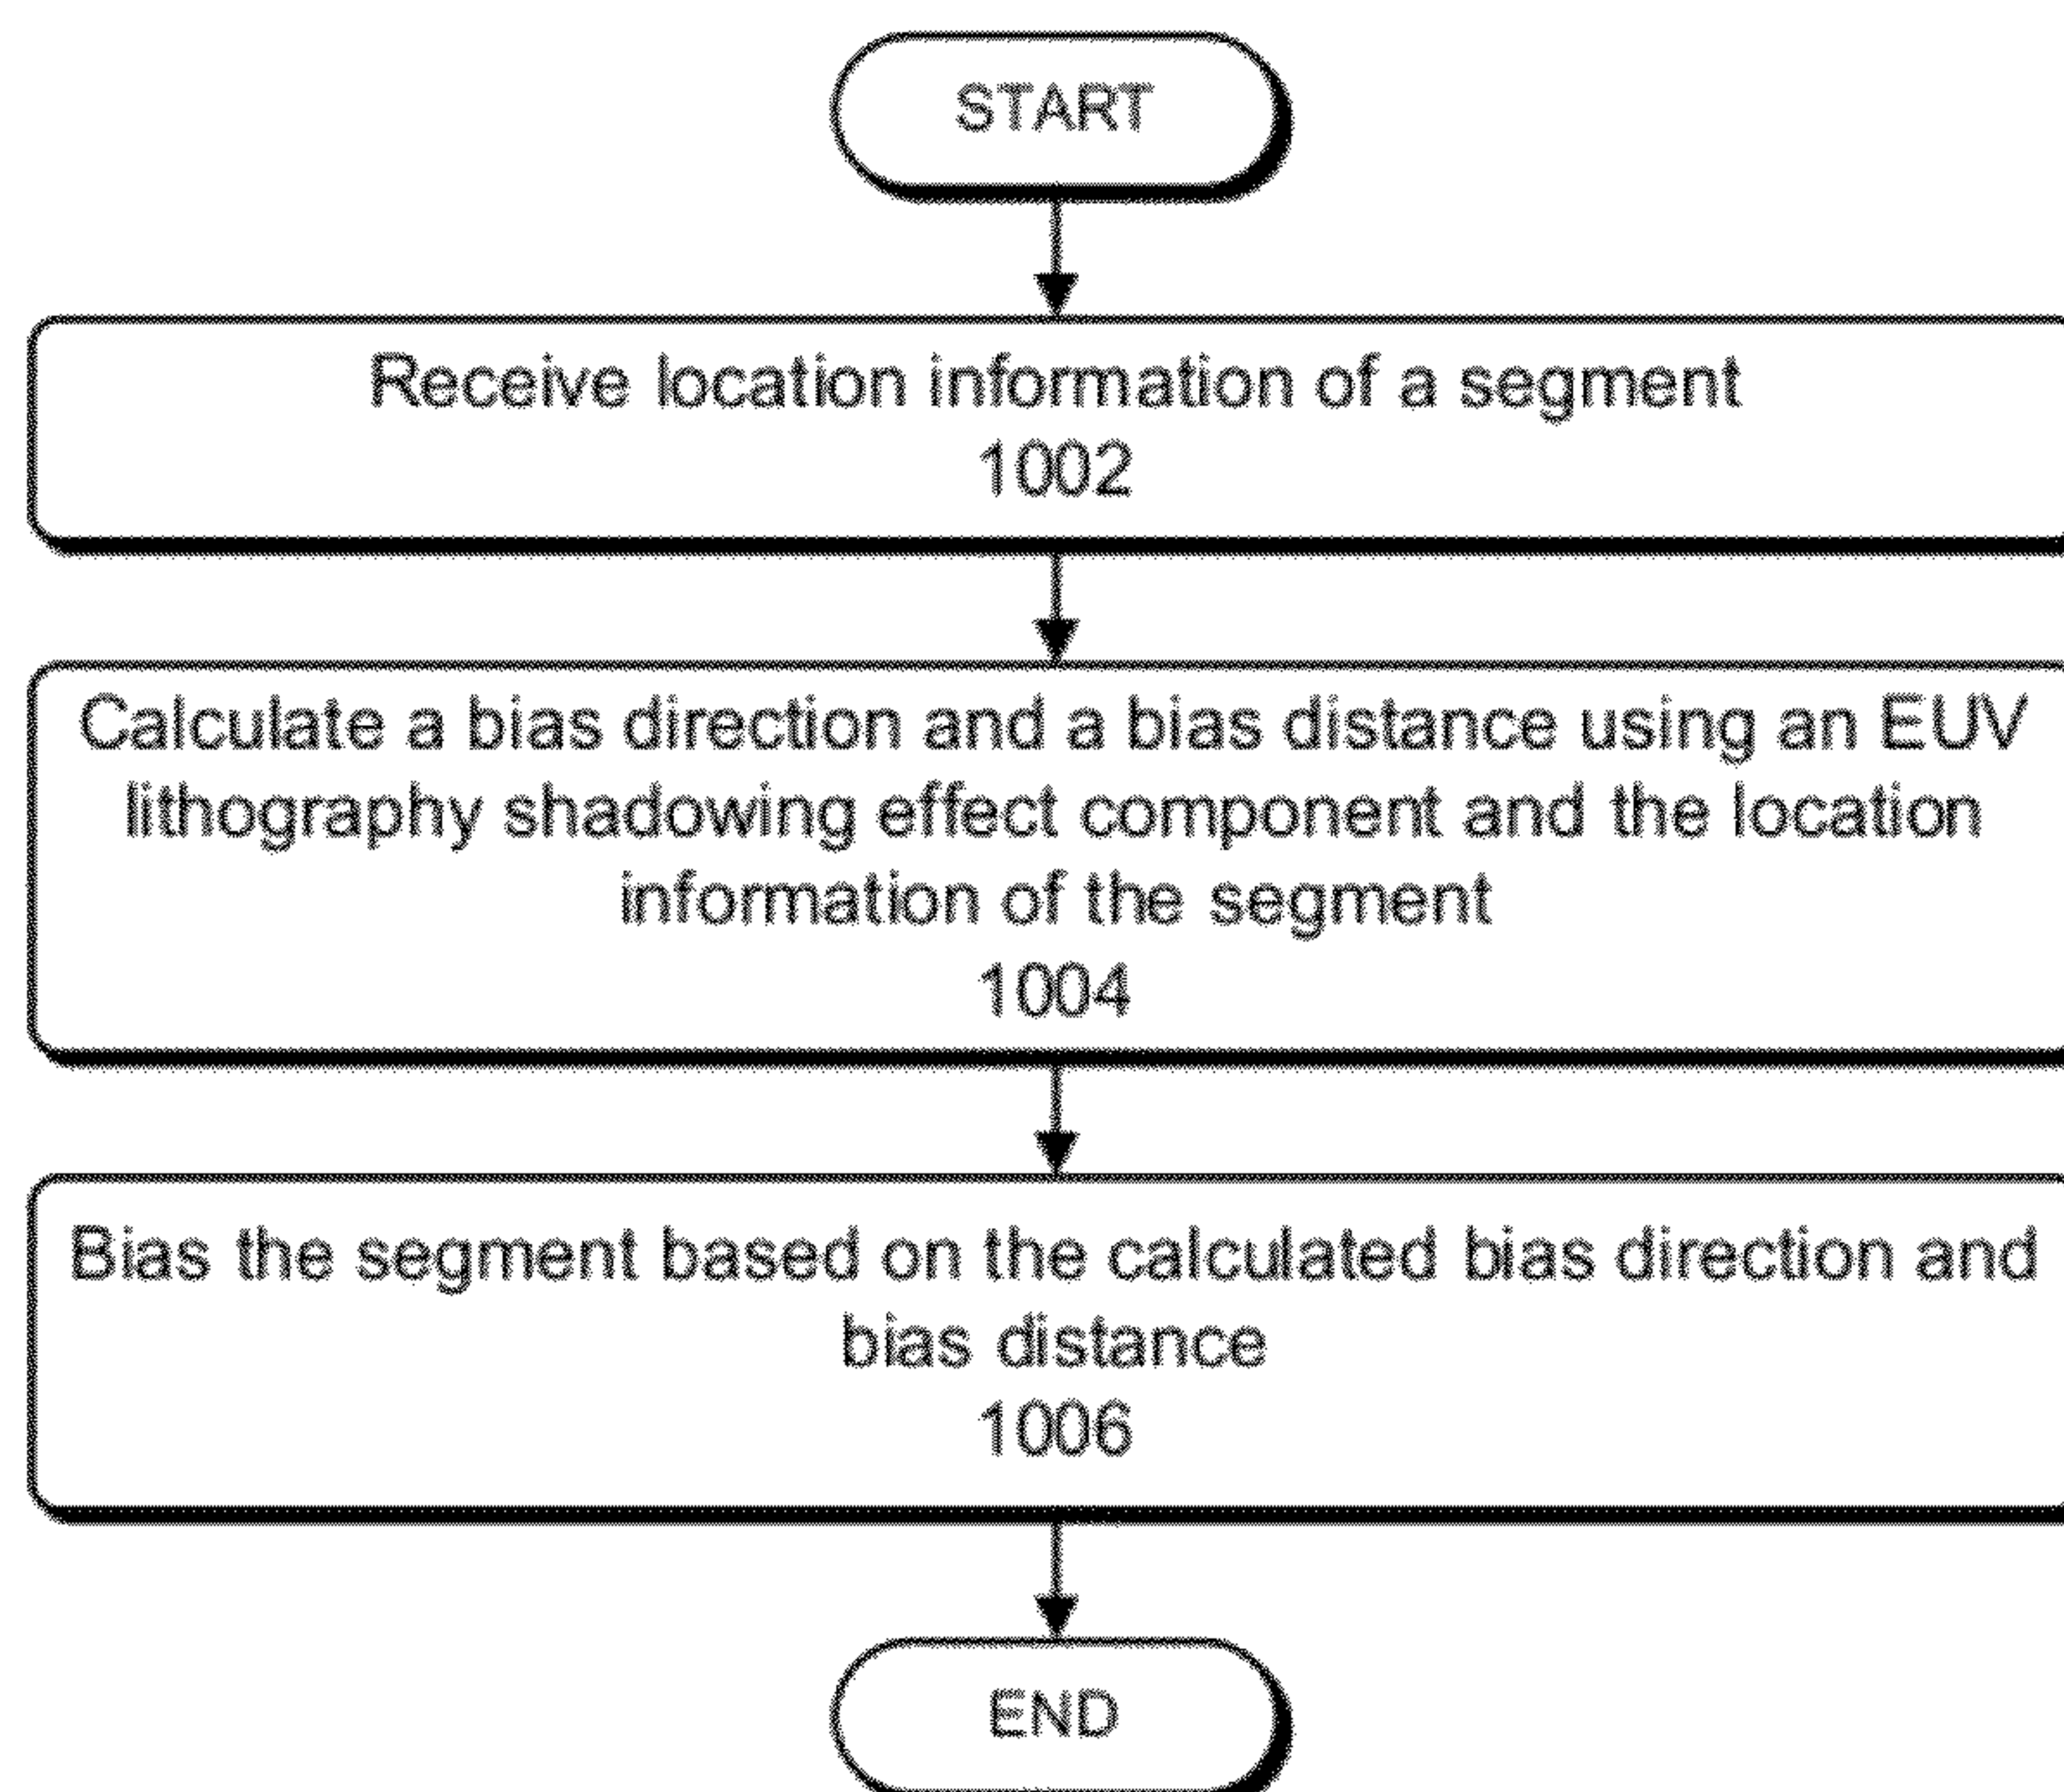 START
Receive location information of a segment
1002
Calculate a bias direction and a bias distance using an EUV
lithography shadowing effect component and the location
information of the segment
1004
Bias the segment based on the calculated bias direction and
bias distance
1006
END